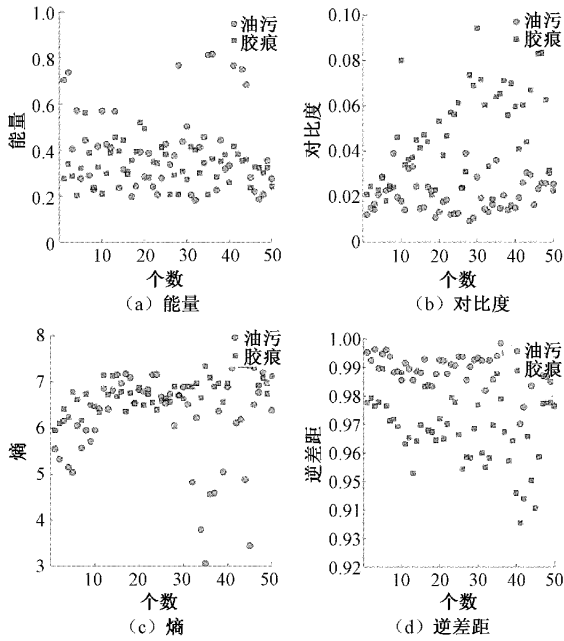 1.0
0.8
0.6
0.4
0.2
0
能量
油污
胶痕
10 20 30 40 50
个数
(a) 能量
0.10
0.08
0.06
0.04
0.02
0
对比度
油污
胶痕
10 20 30 40 50
个数
(b) 对比度
8
7
6
5
4
3
熵
油污
胶痕
10 20 30 40 50
个数
(c) 熵
1.00
0.99
0.98
0.97
0.96
0.95
0.91
0.93
0.92
逆差距
油污
胶痕
10 20 30 40 50
个数
(d) 逆差距